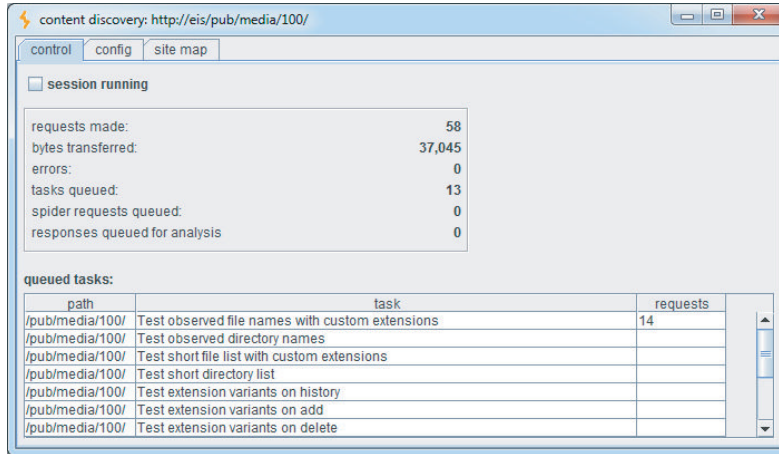 content discovery: http://eis/pub/media/100/
control config site map
session running
requests made: 58
bytes transferred: 37,045
errors: 0
tasks queued: 13
spider requests queued: 0
responses queued for analysis 0
queued tasks:
path task requests
/pub/media/100/ Test observed file names with custom extensions 14
/pub/media/100/ Test observed directory names
/pub/media/100/ Test short file list with custom extensions
/pub/media/100/ Test short directory list
/pub/media/100/ Test extension variants on history
/pub/media/100/ Test extension variants on add
/pub/media/100/ Test extension variants on delete